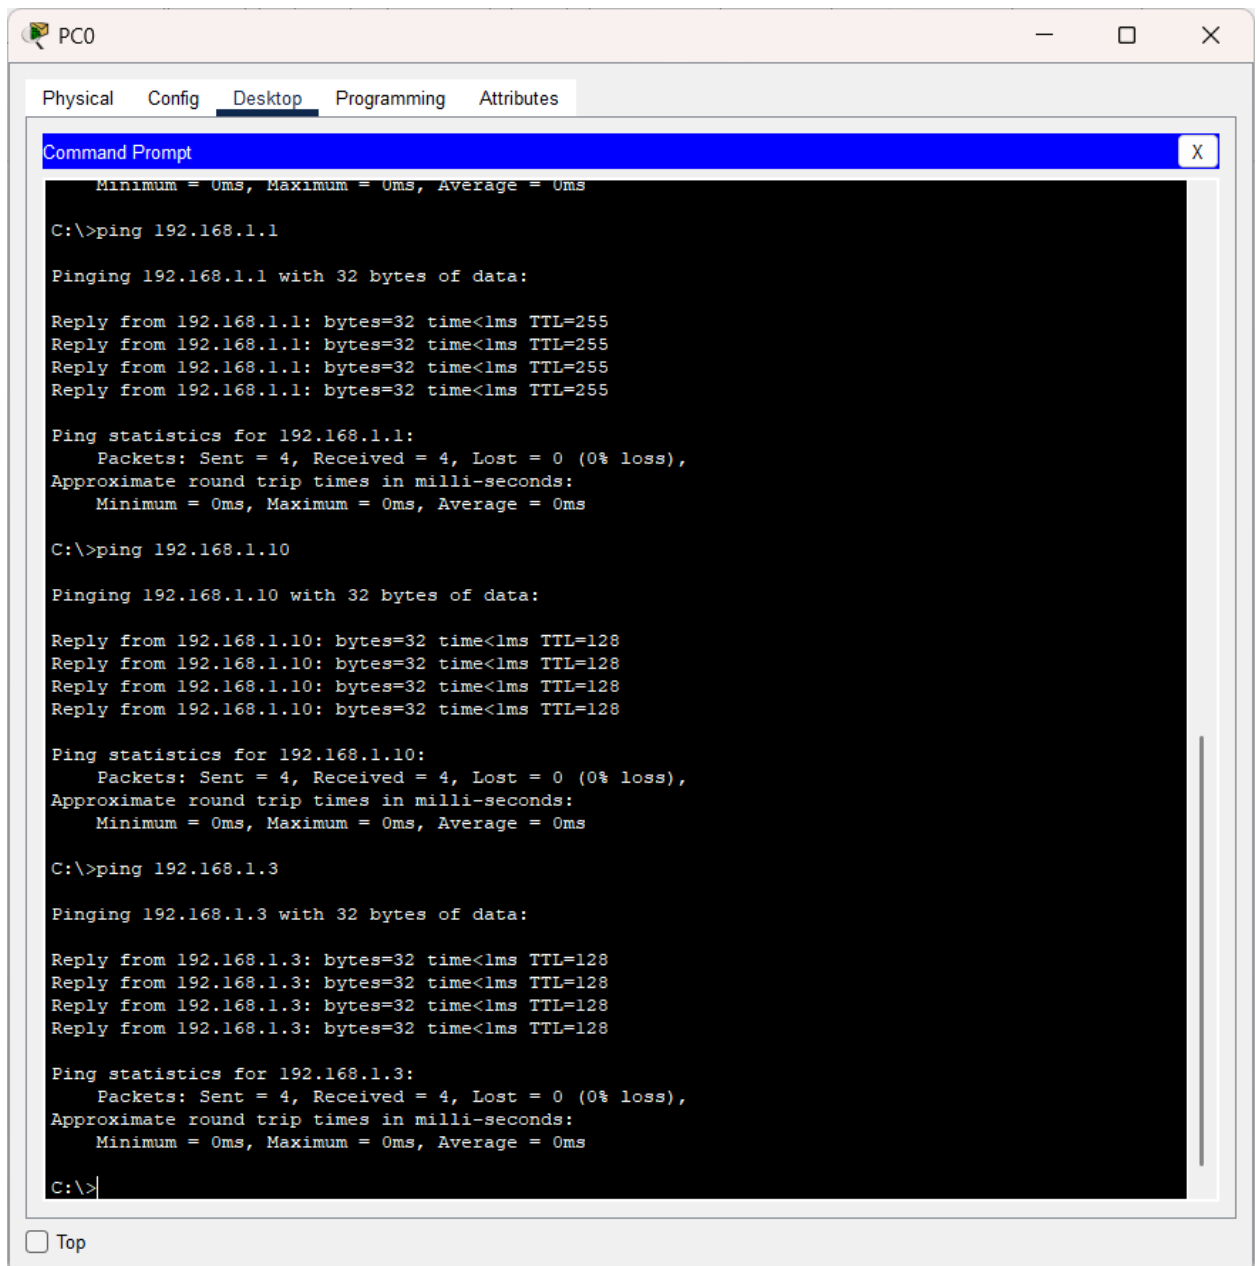 PC0
Physical Config Desktop Programming Attributes
Command Prompt
X
Minimum = 0ms, Maximum = 0ms, Average = 0ms
C:\>ping 192.168.1.1
Pinging 192.168.1.1 with 32 bytes of data:
Reply from 192.168.1.1: bytes=32 time<1ms TTL=255
Reply from 192.168.1.1: bytes=32 time<1ms TTL=255
Reply from 192.168.1.1: bytes=32 time<1ms TTL=255
Reply from 192.168.1.1: bytes=32 time<1ms TTL=255
Ping statistics for 192.168.1.1:
Packets: Sent = 4, Received = 4, Lost = 0 (0% loss),
Approximate round trip times in milli-seconds:
Minimum = 0ms, Maximum = 0ms, Average = 0ms
C:\>ping 192.168.1.10
Pinging 192.168.1.10 with 32 bytes of data:
Reply from 192.168.1.10: bytes=32 time<1ms TTL=128
Reply from 192.168.1.10: bytes=32 time<1ms TTL=128
Reply from 192.168.1.10: bytes=32 time<1ms TTL=128
Reply from 192.168.1.10: bytes=32 time<1ms TTL=128
Ping statistics for 192.168.1.10:
Packets: Sent = 4, Received = 4, Lost = 0 (0% loss),
Approximate round trip times in milli-seconds:
Minimum = 0ms, Maximum = 0ms, Average = 0ms
C:\>ping 192.168.1.3
Pinging 192.168.1.3 with 32 bytes of data:
Reply from 192.168.1.3: bytes=32 time<1ms TTL=128
Reply from 192.168.1.3: bytes=32 time<1ms TTL=128
Reply from 192.168.1.3: bytes=32 time<1ms TTL=128
Reply from 192.168.1.3: bytes=32 time<1ms TTL=128
Ping statistics for 192.168.1.3:
Packets: Sent = 4, Received = 4, Lost = 0 (0% loss),
Approximate round trip times in milli-seconds:
Minimum = 0ms, Maximum = 0ms, Average = 0ms
C:\>
Top